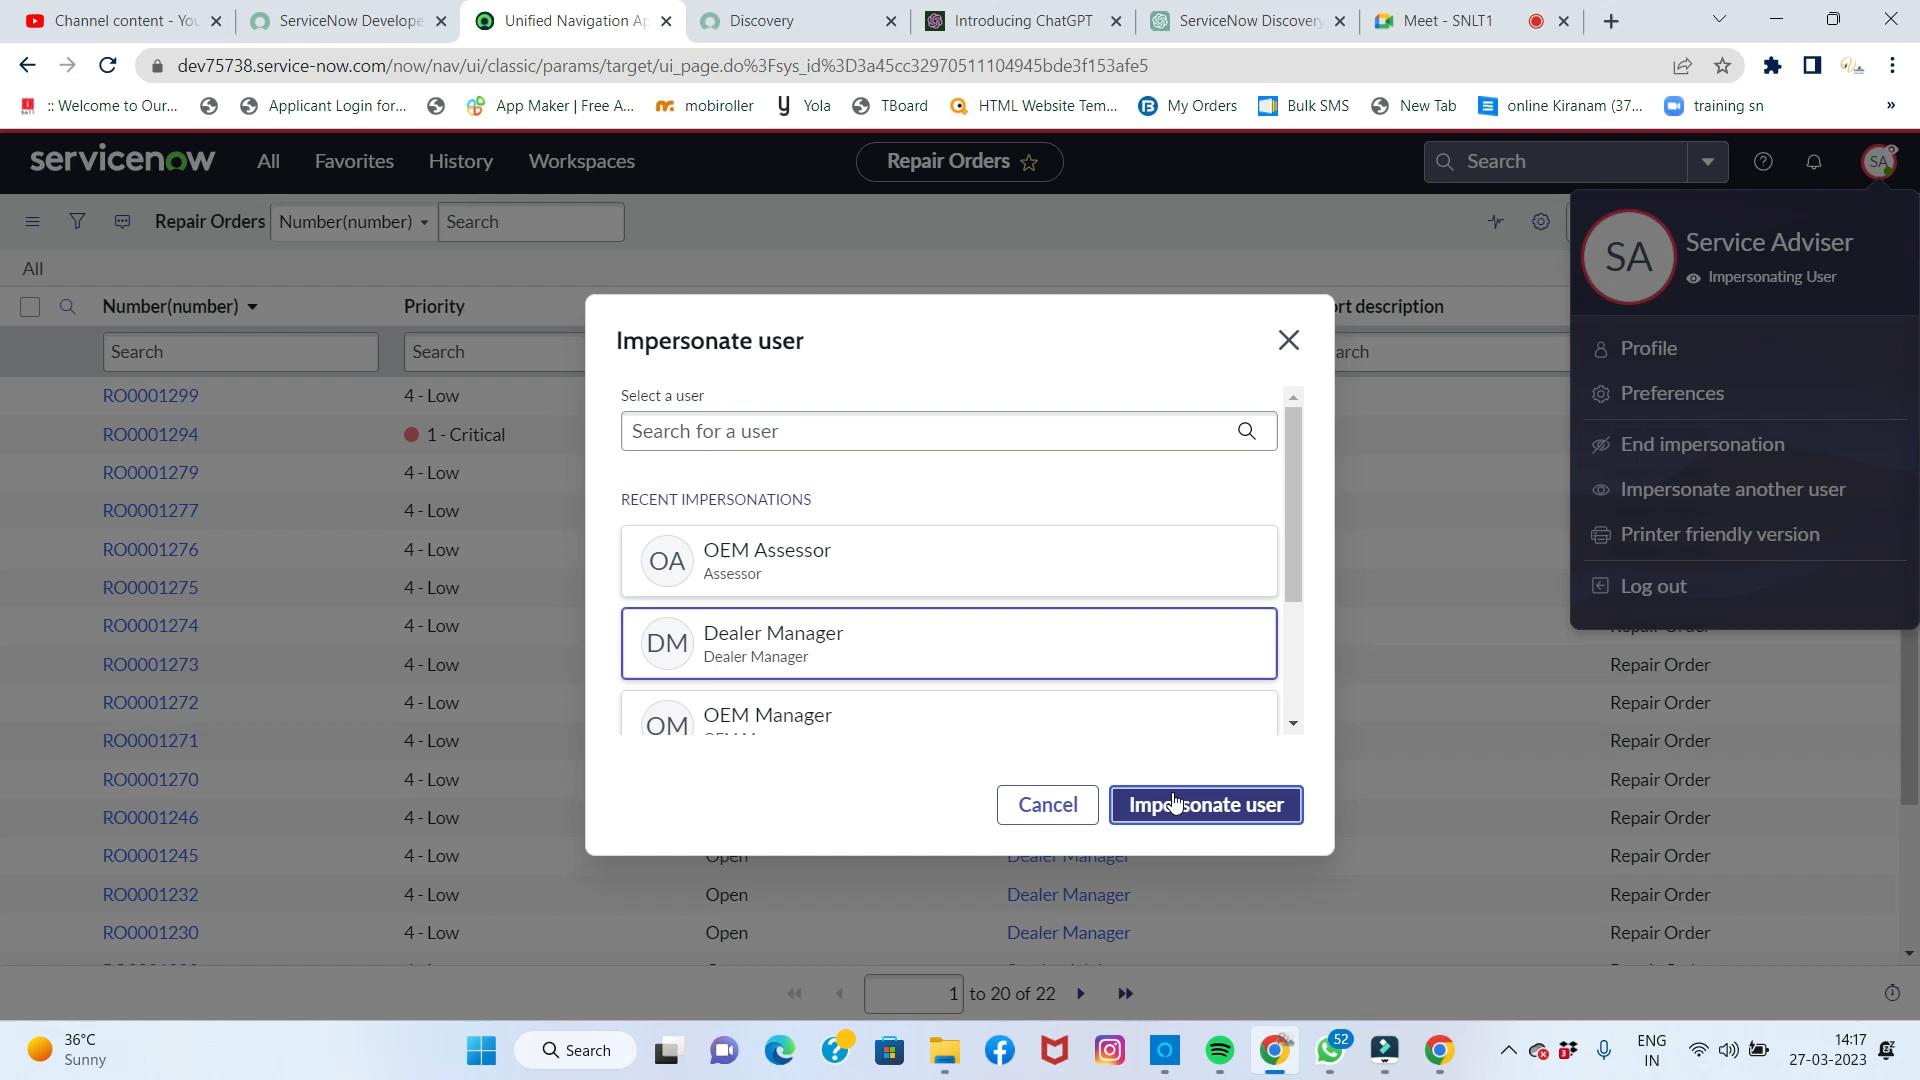 Channel content - Yo
ServiceNow Develope
Unified Navigation Ap
Discovery
Introducing ChatGPT
ServiceNow Discovery
Meet - SNLT1
dev75738.service-now.com/now/nav/ui/classic/params/target/ui_page.do%3Fsys_id%3D3a45cc32970511104945bde3f153afe5
:: Welcome to Our...
Applicant Login for...
App Maker | Free A...
mobiroller
Yola
TBoard
HTML Website Tem...
My Orders
Bulk SMS
New Tab
online Kiranam (37...
training sn
»
servicenow
All
Favorites
History
Workspaces
Repair Orders
Search
SA
Repair Orders
Number(number)
Search
SA
Service Adviser
Impersonating User
All
Number(number)
Priority
rt description
Search
Search
arch
Profile
Preferences
End impersonation
Impersonate another user
Printer friendly version
Log out
Impersonate user
Select a user
Search for a user
RECENT IMPERSONATIONS
OA
OEM Assessor
Assessor
DM
Dealer Manager
Dealer Manager
OM
OEM Manager
Cancel
Impersonate user
RO0001299 4 - Low
RO0001294 1 - Critical
RO0001279 4 - Low
RO0001277 4 - Low
RO0001276 4 - Low
RO0001275 4 - Low
RO0001274 4 - Low Repair Order
RO0001273 4 - Low Repair Order
RO0001272 4 - Low Repair Order
RO0001271 4 - Low Repair Order
RO0001270 4 - Low Repair Order
RO0001246 4 - Low Repair Order
RO0001245 4 - Low Open Dealer Manager Repair Order
RO0001232 4 - Low Open Dealer Manager Repair Order
RO0001230 4 - Low Open Dealer Manager Repair Order
1 to 20 of 22
36°C
Sunny
Search
52
3
ENG
IN
14:17
27-03-2023